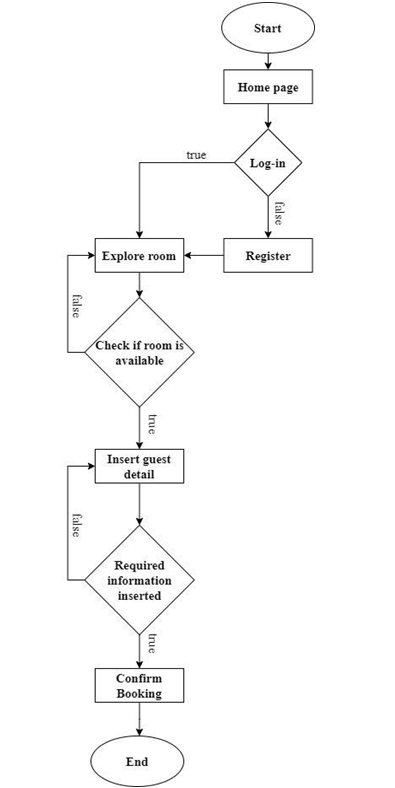 Start
Home page
true
Log-in
false
Explore room
Register
false
Check if room is
available
true
Insert guest
detail
false
Required
information
inserted
true
Confirm
Booking
End